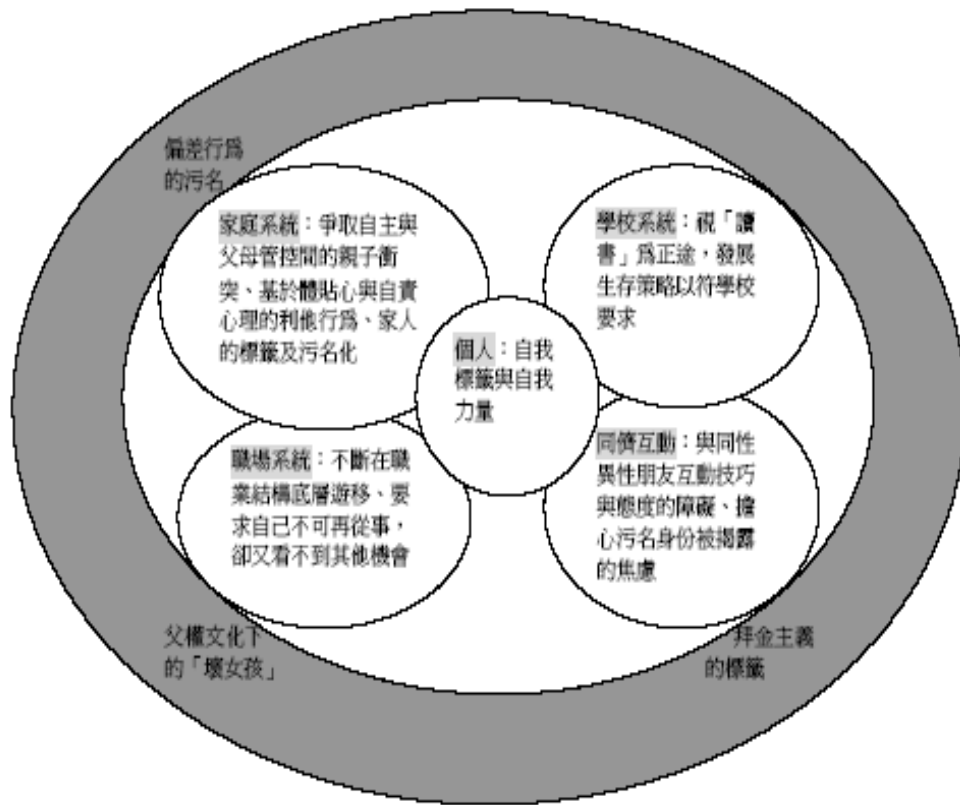 偏差行為
的污名
家庭系統：爭取自主與
父母管控間的親子衝
突、基於體貼心與自責
心理的利他行為、家人
的標籤及污名化
學校系統：視「讀
書」為正途，發展
生存策略以符學校
要求
個人：自我
標籤與自我
力量
職場系統：不斷在職
業結構底層遊移、要
求自己不可再從事，
卻又看不到其他機會
同儕互動：與同性
異性朋友互動技巧
與態度的障礙、擔
心污名身份被揭露
的焦慮
父權文化下
的「壞女孩」
拜金主義
的標籤